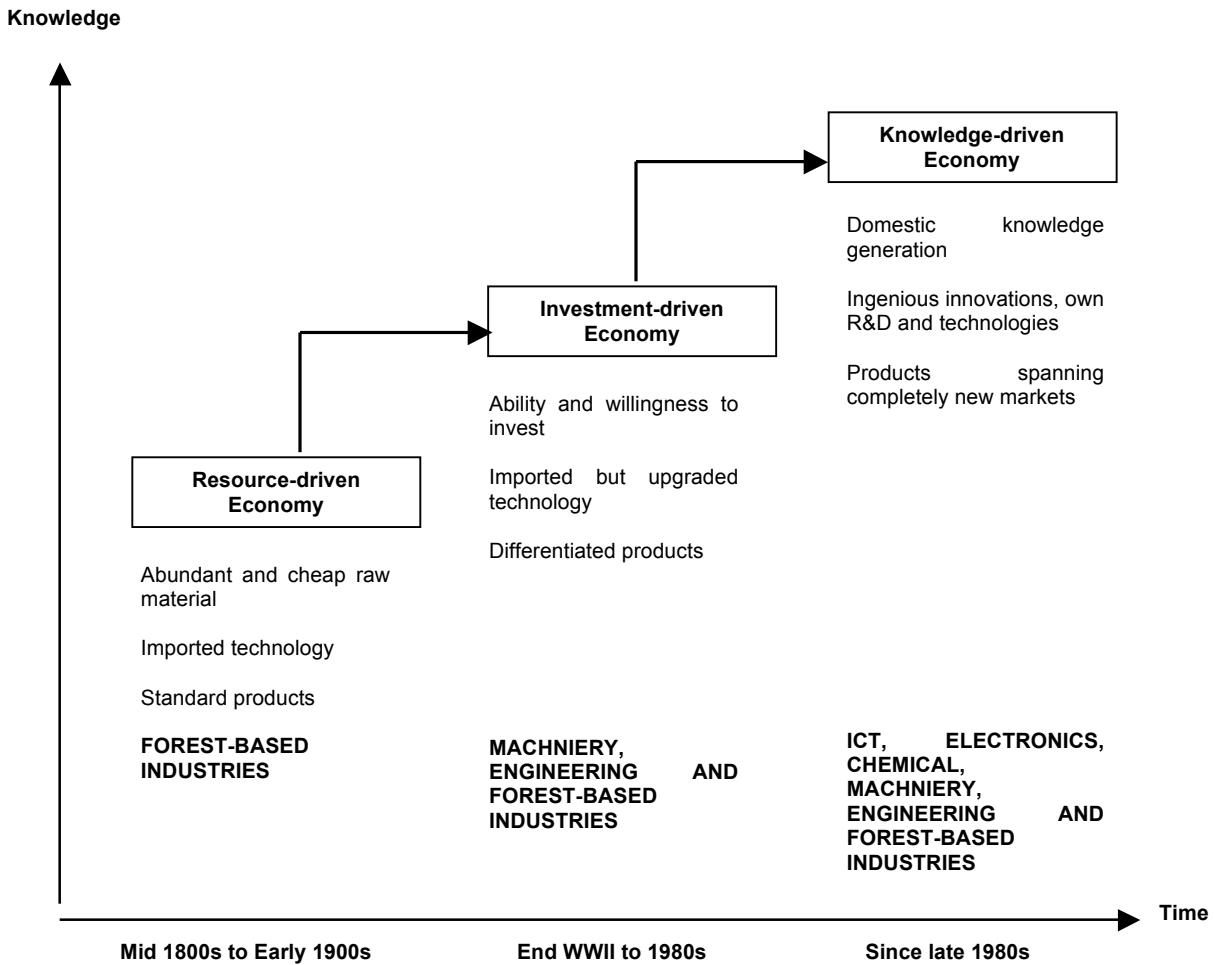 Knowledge
Knowledge-driven
Economy
Domestic knowledge
generation
Ingenious innovations, own
R&D and technologies
Products spanning
completely new markets
Investment-driven
Economy
Ability and willingness to
invest
Imported but upgraded
technology
Differentiated products
Resource-driven
Economy
Abundant and cheap raw
material
Imported technology
Standard products
FOREST-BASED
INDUSTRIES
MACHNIERY,
ENGINEERING AND
FOREST-BASED
INDUSTRIES
ICT, ELECTRONICS,
CHEMICAL,
MACHNIERY,
ENGINEERING AND
FOREST-BASED
INDUSTRIES
Time
Mid 1800s to Early 1900s
End WWII to 1980s
Since late 1980s